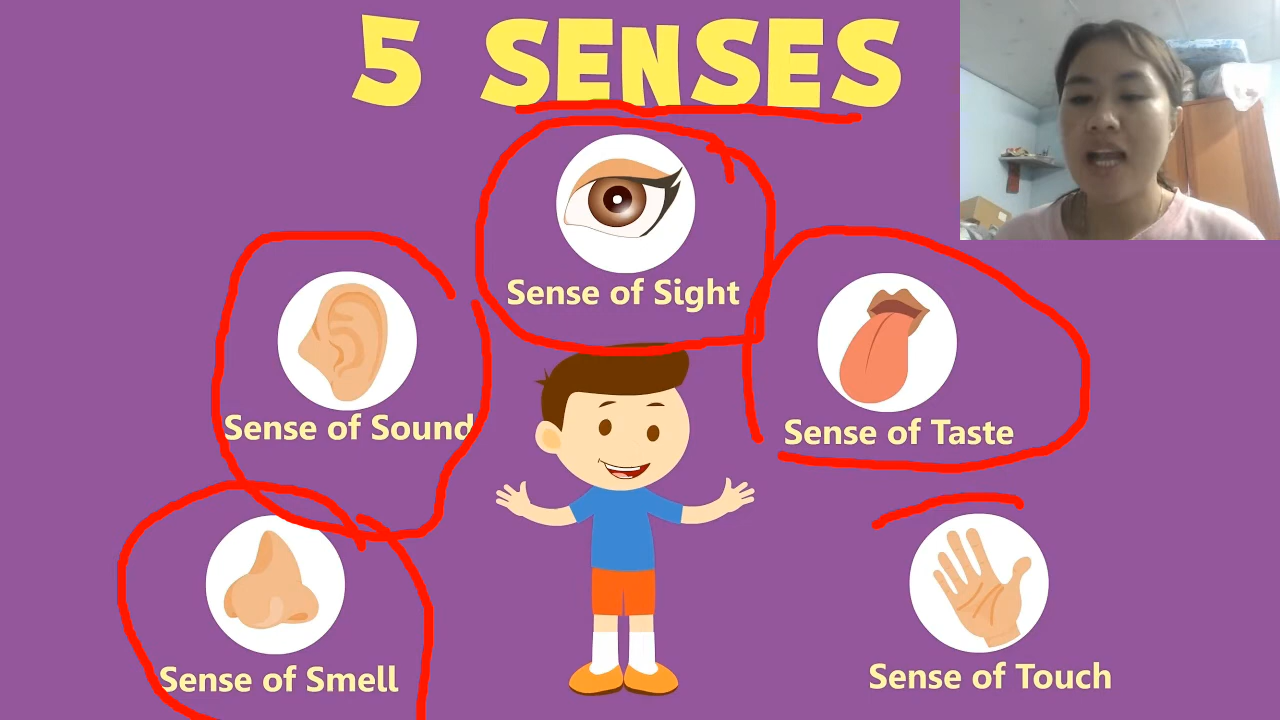 5 SENSES
Sense of Sight
Sense of Sound
Sense of Taste
Sense of Smell
Sense of Touch